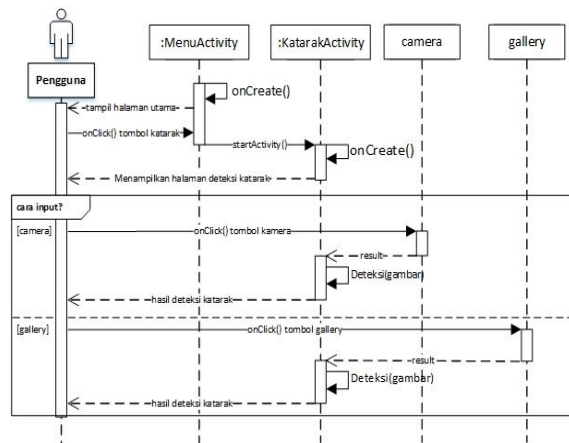 :MenuActivity
:KatarakActivity
camera
gallery
Pengguna
onCreate()
tampil halaman utama
onClick() tombol katarak
startActivity()
onCreate()
Menampilkan halaman deteksi katarak
cara input?
[camera]
onClick() tombol kamera
result
Deteksi(gambar)
hasil deteksi katarak
[gallery]
onClick() tombol gallery
result
Deteksi(gambar)
hasil deteksi katarak